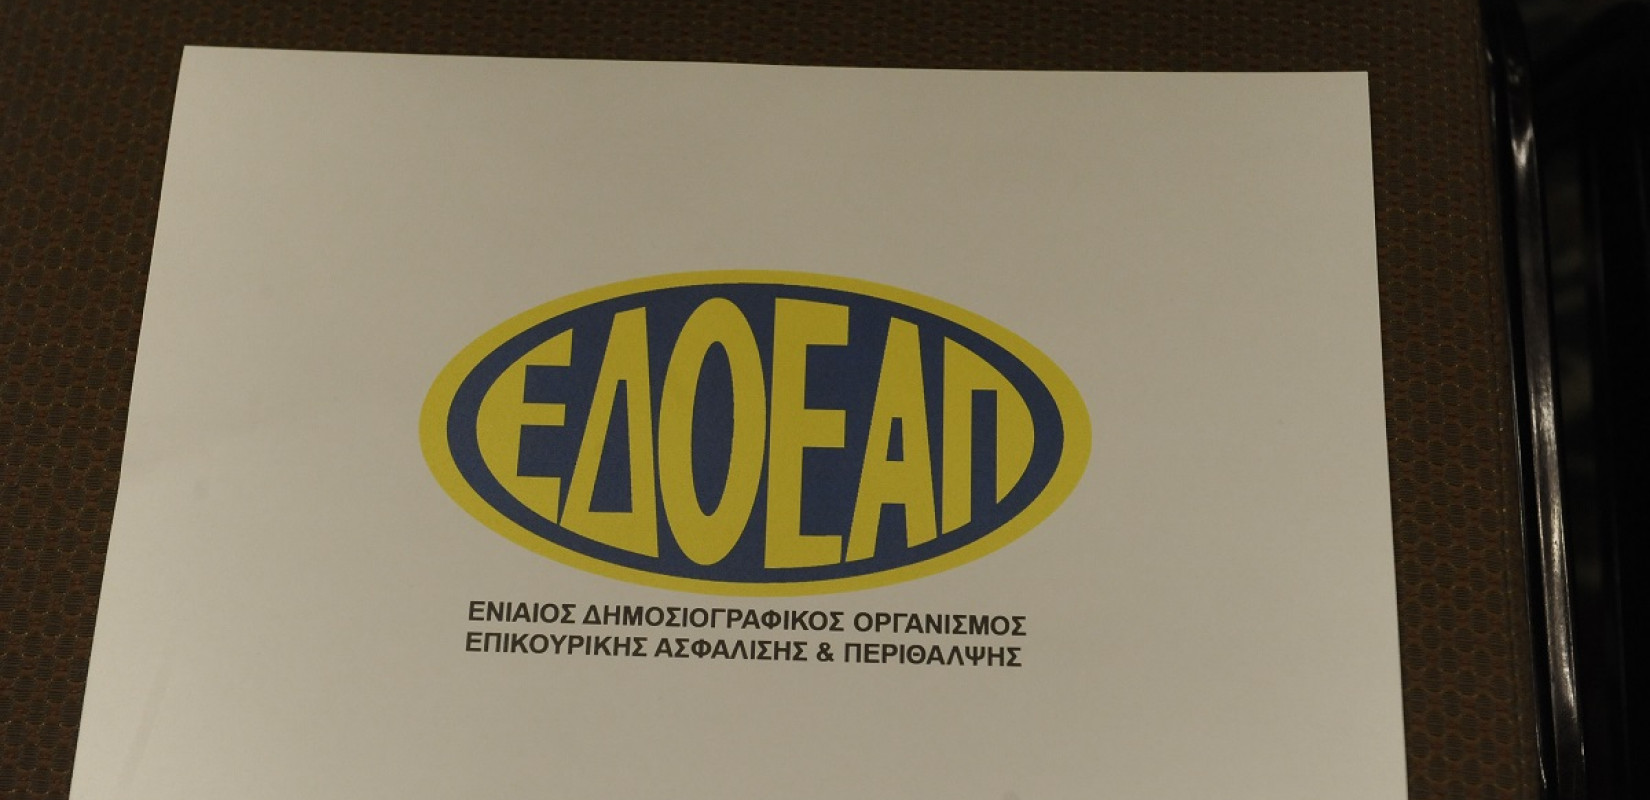 ΕΔΟΕΑΠ
ΕΝΙΑΙΟΣ ΔΗΜΟΣΙΟΓΡΑΦΙΚΟΣ ΟΡΓΑΝΙΣΜΟΣ
ΕΠΙΚΟΥΡΙΚΗΣ ΑΣΦΑΛΙΣΗΣ & ΠΕΡΙΘΑΛΨΗΣ